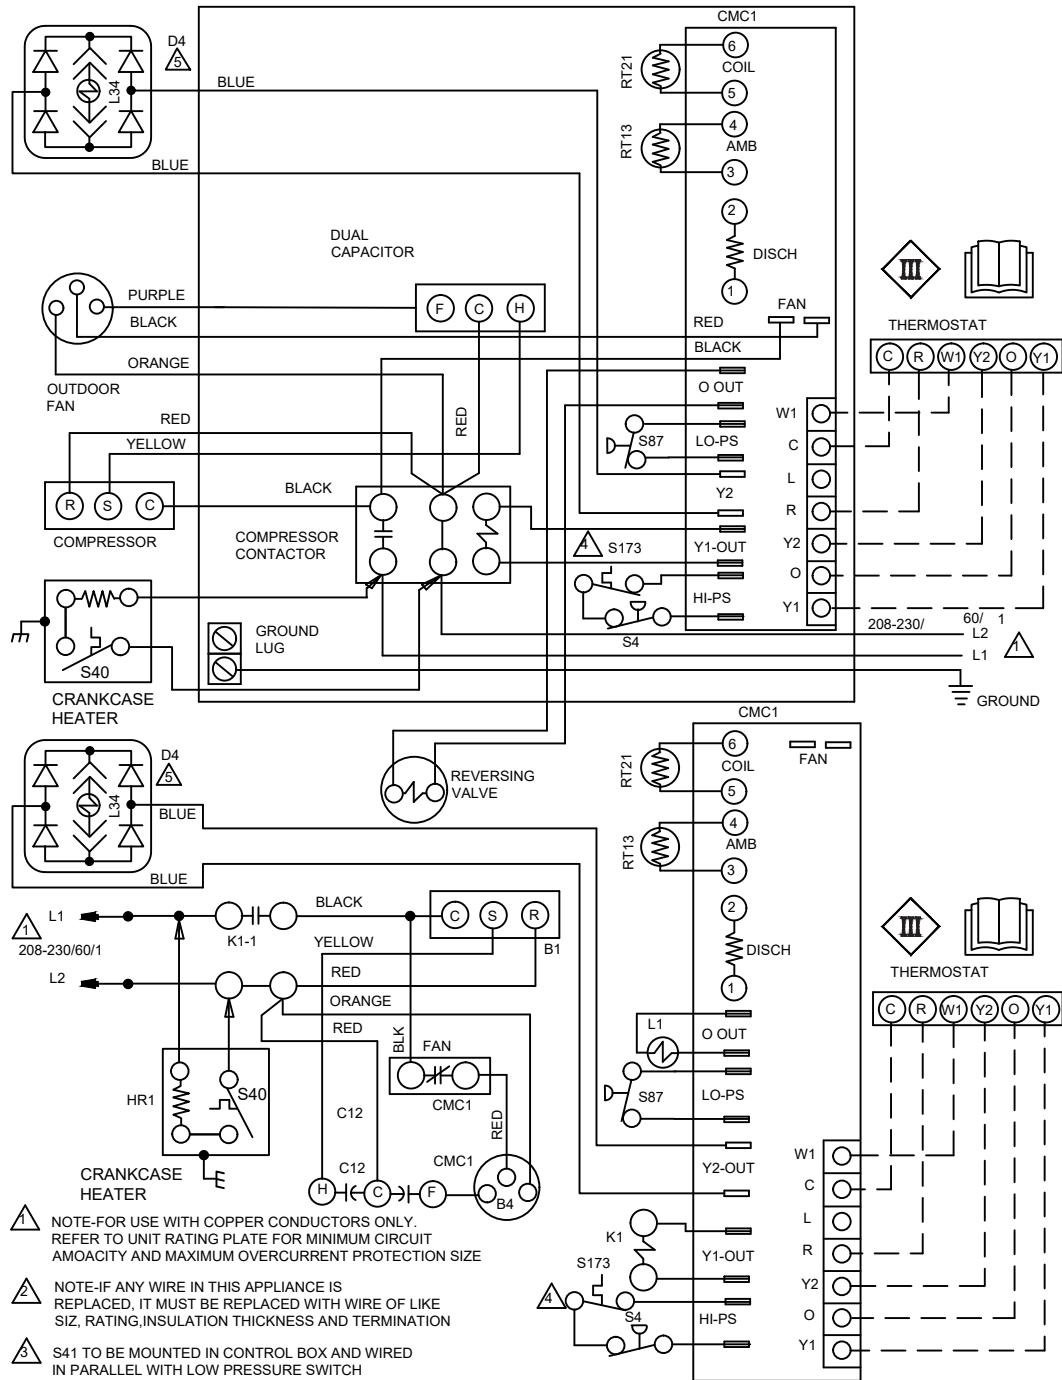 CMC1
D4
5
L34
BLUE
BLUE
RT21
6
COIL
5
RT13
4
AMB
3
2
DISCH
1
DUAL
CAPACITOR
III
PURPLE
F
C
H
BLACK
RED
FAN
BLACK
THERMOSTAT
C
R
W1
Y2
O
Y1
ORANGE
OUTDOOR
FAN
O OUT
RED
YELLOW
RED
S87
LO-PS
W1
C
L
R
Y2
O
Y1
BLACK
Y2
R
S
C
COMPRESSOR
COMPRESSOR
CONTACTOR
4
S173
Y1-OUT
HI-PS
S4
208-230/
60/
1
L2
L1
1
S40
CRANKCASE
HEATER
GROUND
LUG
GROUND
CMC1
D4
5
L34
BLUE
BLUE
REVERSING
VALVE
RT21
6
COIL
5
FAN
RT13
4
AMB
3
2
DISCH
1
III
THERMOSTAT
C
R
W1
Y2
O
Y1
1
L1
208-230/60/1
L2
K1-1
BLACK
C
S
R
B1
YELLOW
RED
ORANGE
RED
BLK
FAN
CMC1
RED
L1
O OUT
S87
LO-PS
HR1
S40
CRANKCASE
HEATER
C12
C12
H
C
F
CMC1
B4
Y2-OUT
W1
C
L
R
Y2
O
Y1
K1
Y1-OUT
S173
4
S4
HI-PS
1
NOTE-FOR USE WITH COPPER CONDUCTORS ONLY.
REFER TO UNIT RATING PLATE FOR MINIMUM CIRCUIT
AMOACITY AND MAXIMUM OVERCURRENT PROTECTION SIZE
2
NOTE-IF ANY WIRE IN THIS APPLIANCE IS
REPLACED, IT MUST BE REPLACED WITH WIRE OF LIKE
SIZ, RATING,INSULATION THICKNESS AND TERMINATION
3
S41 TO BE MOUNTED IN CONTROL BOX AND WIRED
IN PARALLEL WITH LOW PRESSURE SWITCH